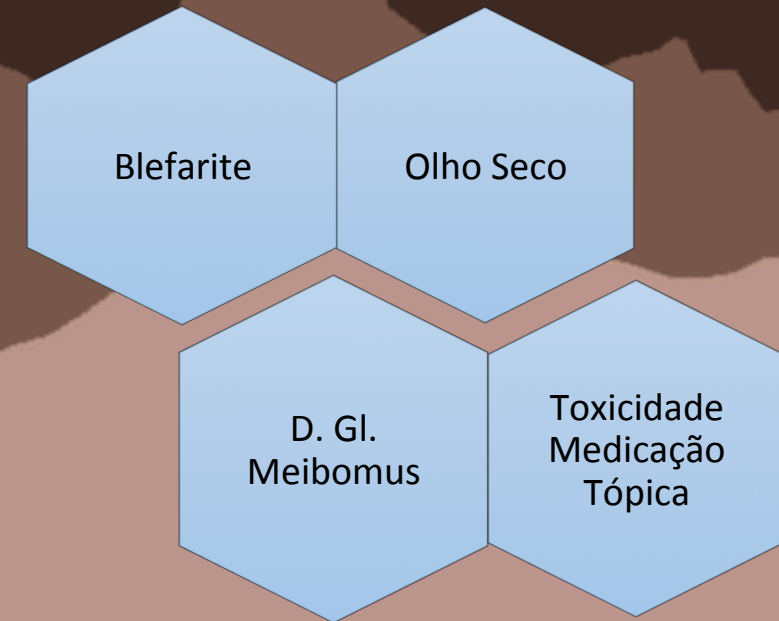 Blefarite
Olho Seco
D. Gl.
Meibomus
Toxicidade
Medicação
Tópica